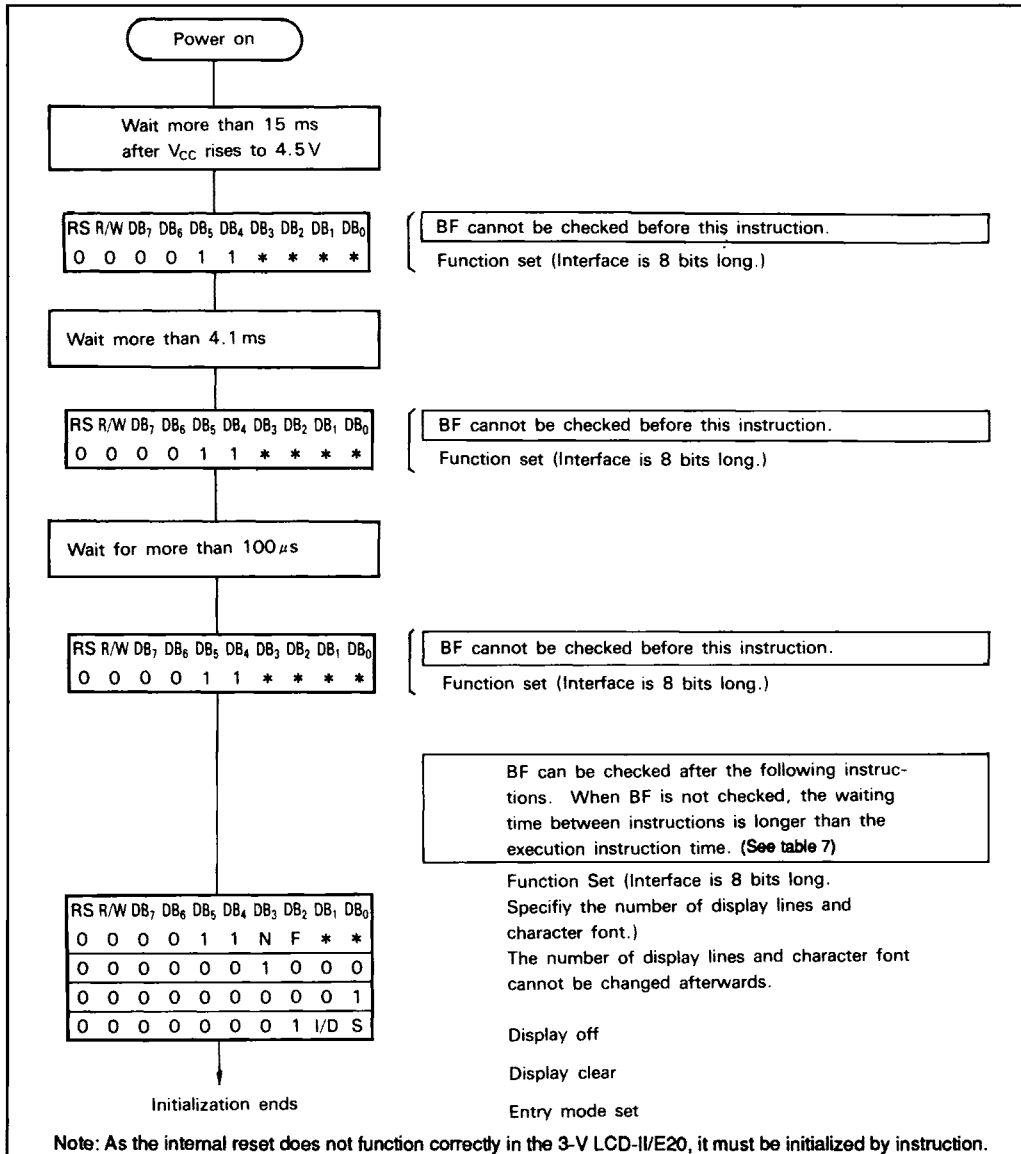 Power on
Wait more than 15 ms
after VCC rises to 4.5 V
RS R/W DB7 DB6 DB5 DB4 DB3 DB2 DB1 DB0
0 0 0 0 1 1 * * * *
BF cannot be checked before this instruction.
Function set (Interface is 8 bits long.)
Wait more than 4.1 ms
RS R/W DB7 DB6 DB5 DB4 DB3 DB2 DB1 DB0
0 0 0 0 1 1 * * * *
BF cannot be checked before this instruction.
Function set (Interface is 8 bits long.)
Wait for more than 100 µs
RS R/W DB7 DB6 DB5 DB4 DB3 DB2 DB1 DB0
0 0 0 0 1 1 * * * *
BF cannot be checked before this instruction.
Function set (Interface is 8 bits long.)
BF can be checked after the following instruc-
tions. When BF is not checked, the waiting
time between instructions is longer than the
execution instruction time. (See table 7)
RS R/W DB7 DB6 DB5 DB4 DB3 DB2 DB1 DB0
0 0 0 0 1 1 N F * *
0 0 0 0 0 0 1 0 0 0
0 0 0 0 0 0 0 0 0 1
0 0 0 0 0 0 0 1 I/D S
Function Set (Interface is 8 bits long.
Specifiy the number of display lines and
character font.)
The number of display lines and character font
cannot be changed afterwards.
Display off
Display clear
Entry mode set
Initialization ends
Note: As the internal reset does not function correctly in the 3-V LCD-II/E20, it must be initialized by instruction.